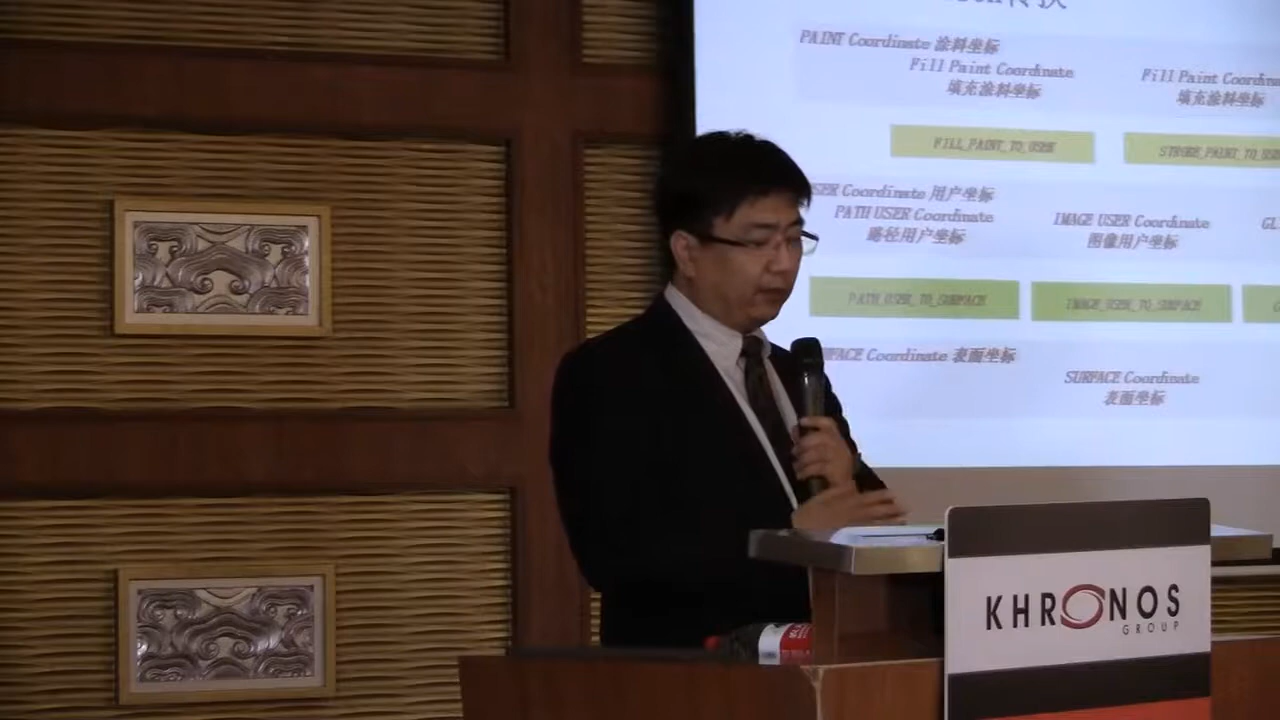 PAINT Coordinate 涂料坐标
Fill Paint Coordinate
填充涂料坐标
Fill Paint
填充涂料坐标
FILL_PAINT_TO_USER
USER Coordinate 用户坐标
PATH USER Coordinate
路径用户坐标
IMAGE USER Coordinate
图像用户坐标
PATH_USER_TO_SURFACE
IMAGE_USER_TO_SURFACE
Coordinate 表面坐标
SURFACE Coordinate
表面坐标
KHRONOS
GROUP